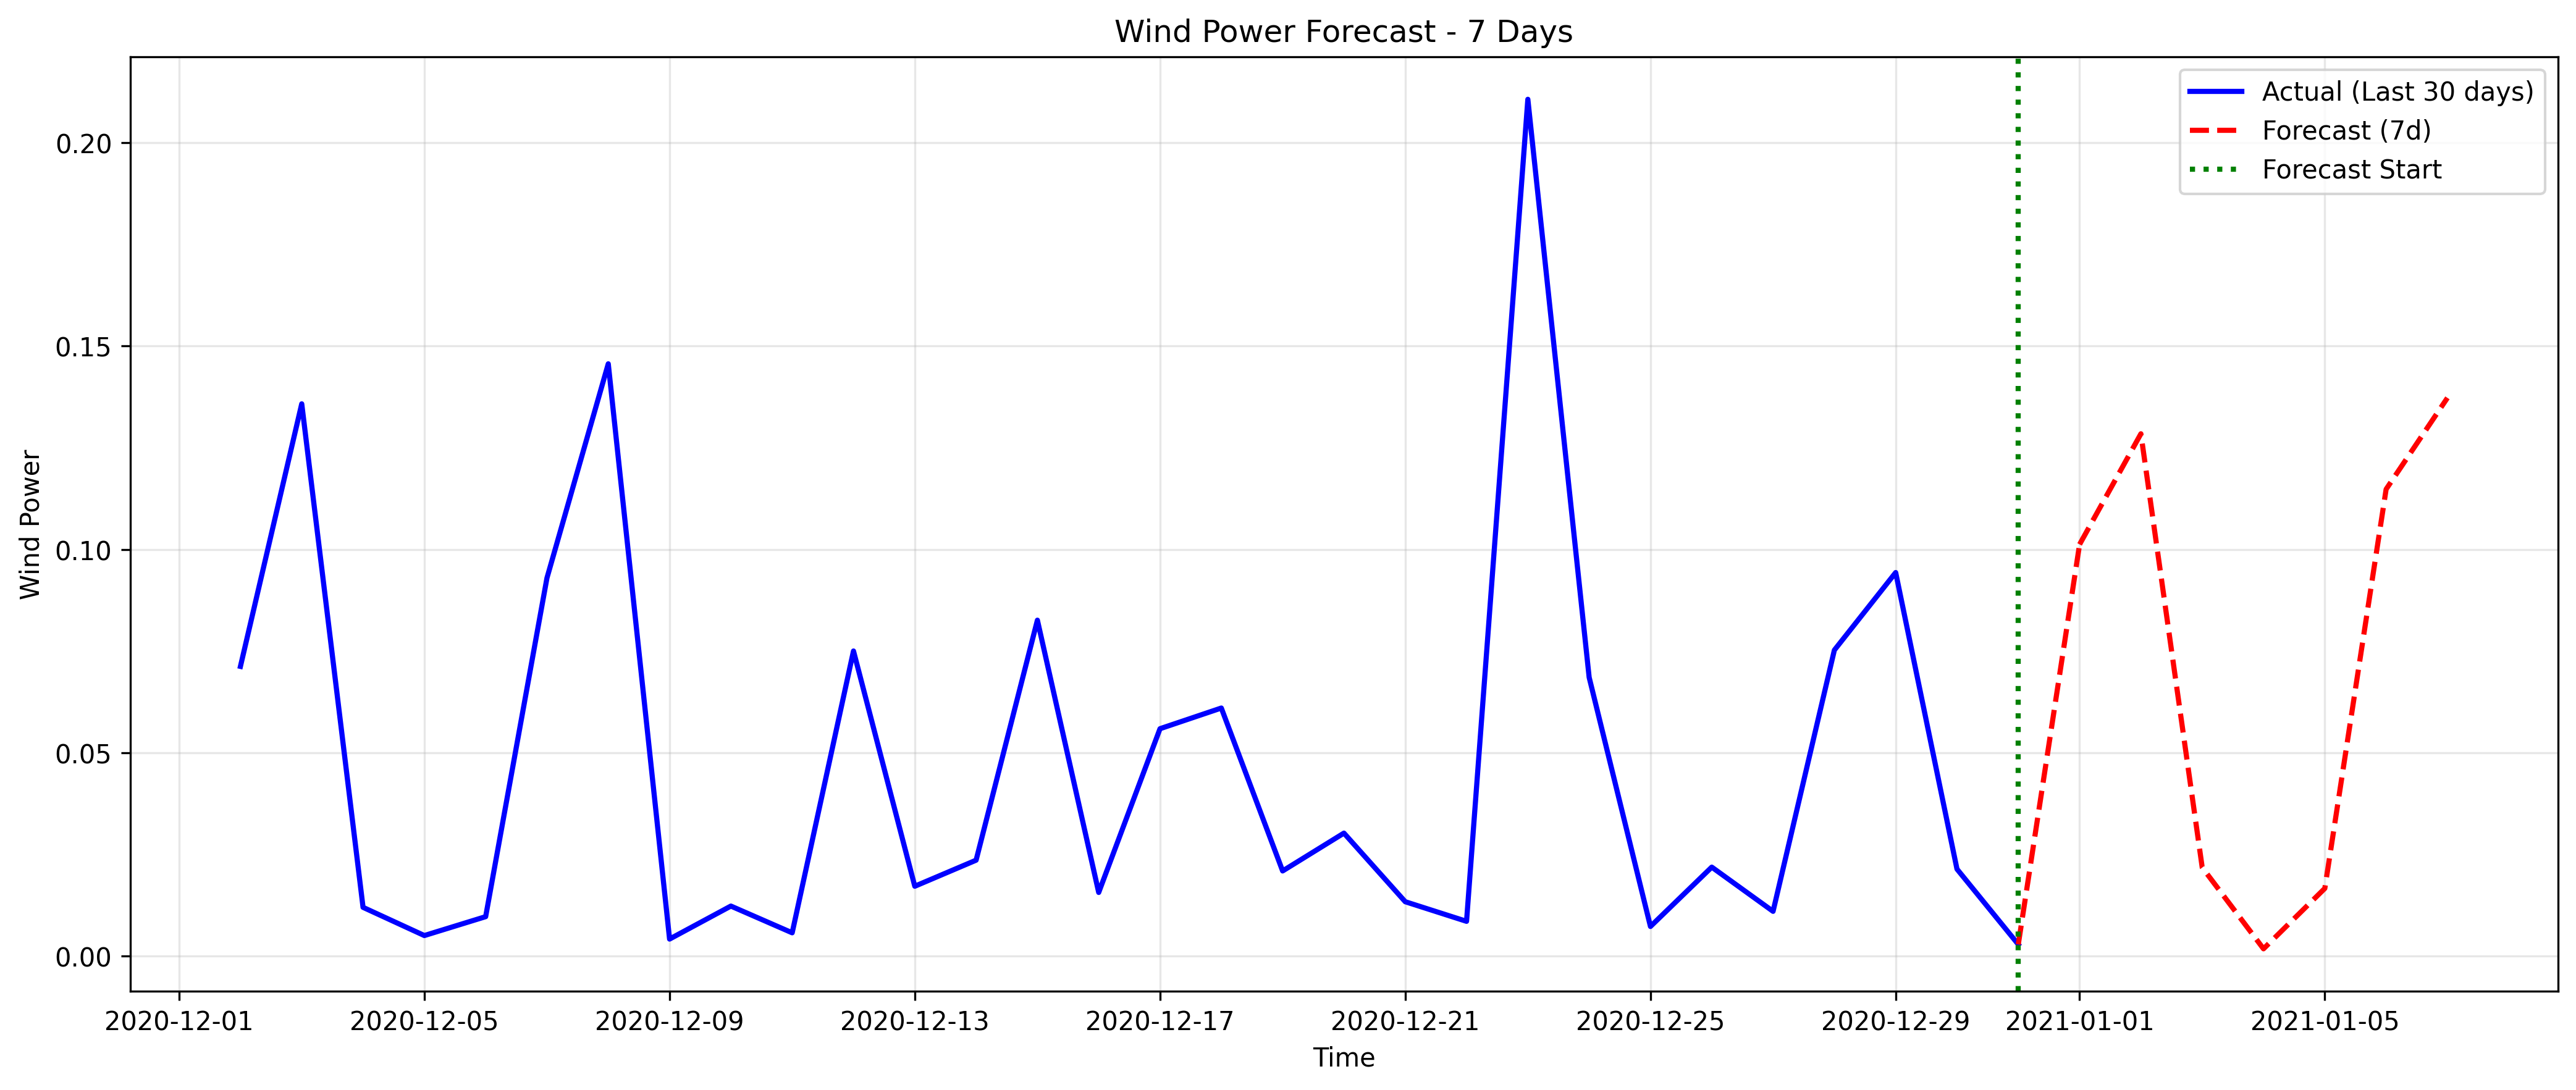 Wind Power Forecast - 7 Days
Actual (Last 30 days)
Forecast (7d)
Forecast Start
0.20
0.15
0.10
0.05
0.00
Wind Power
2020-12-01 2020-12-05 2020-12-09 2020-12-13 2020-12-17 2020-12-21 2020-12-25 2020-12-29 2021-01-01 2021-01-05
Time